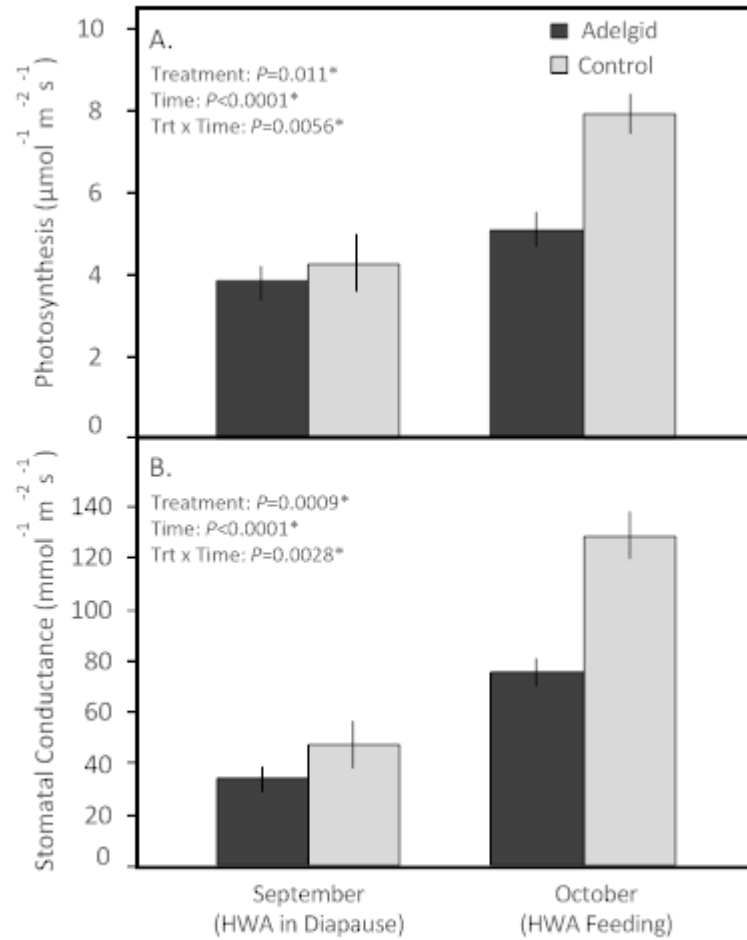 A.
Treatment: P=0.011*
Time: P<0.0001*
Trt x Time: P=0.0056*
Adelgid
Control
Photosynthesis (μmol⁻¹ m⁻² s⁻¹)
10
8
6
4
2
0
B.
Treatment: P=0.0009*
Time: P<0.0001*
Trt x Time: P=0.0028*
Stomatal Conductance (mmol⁻¹ m⁻² s⁻¹)
140
120
100
80
60
40
20
0
September
(HWA in Diapause)
October
(HWA Feeding)